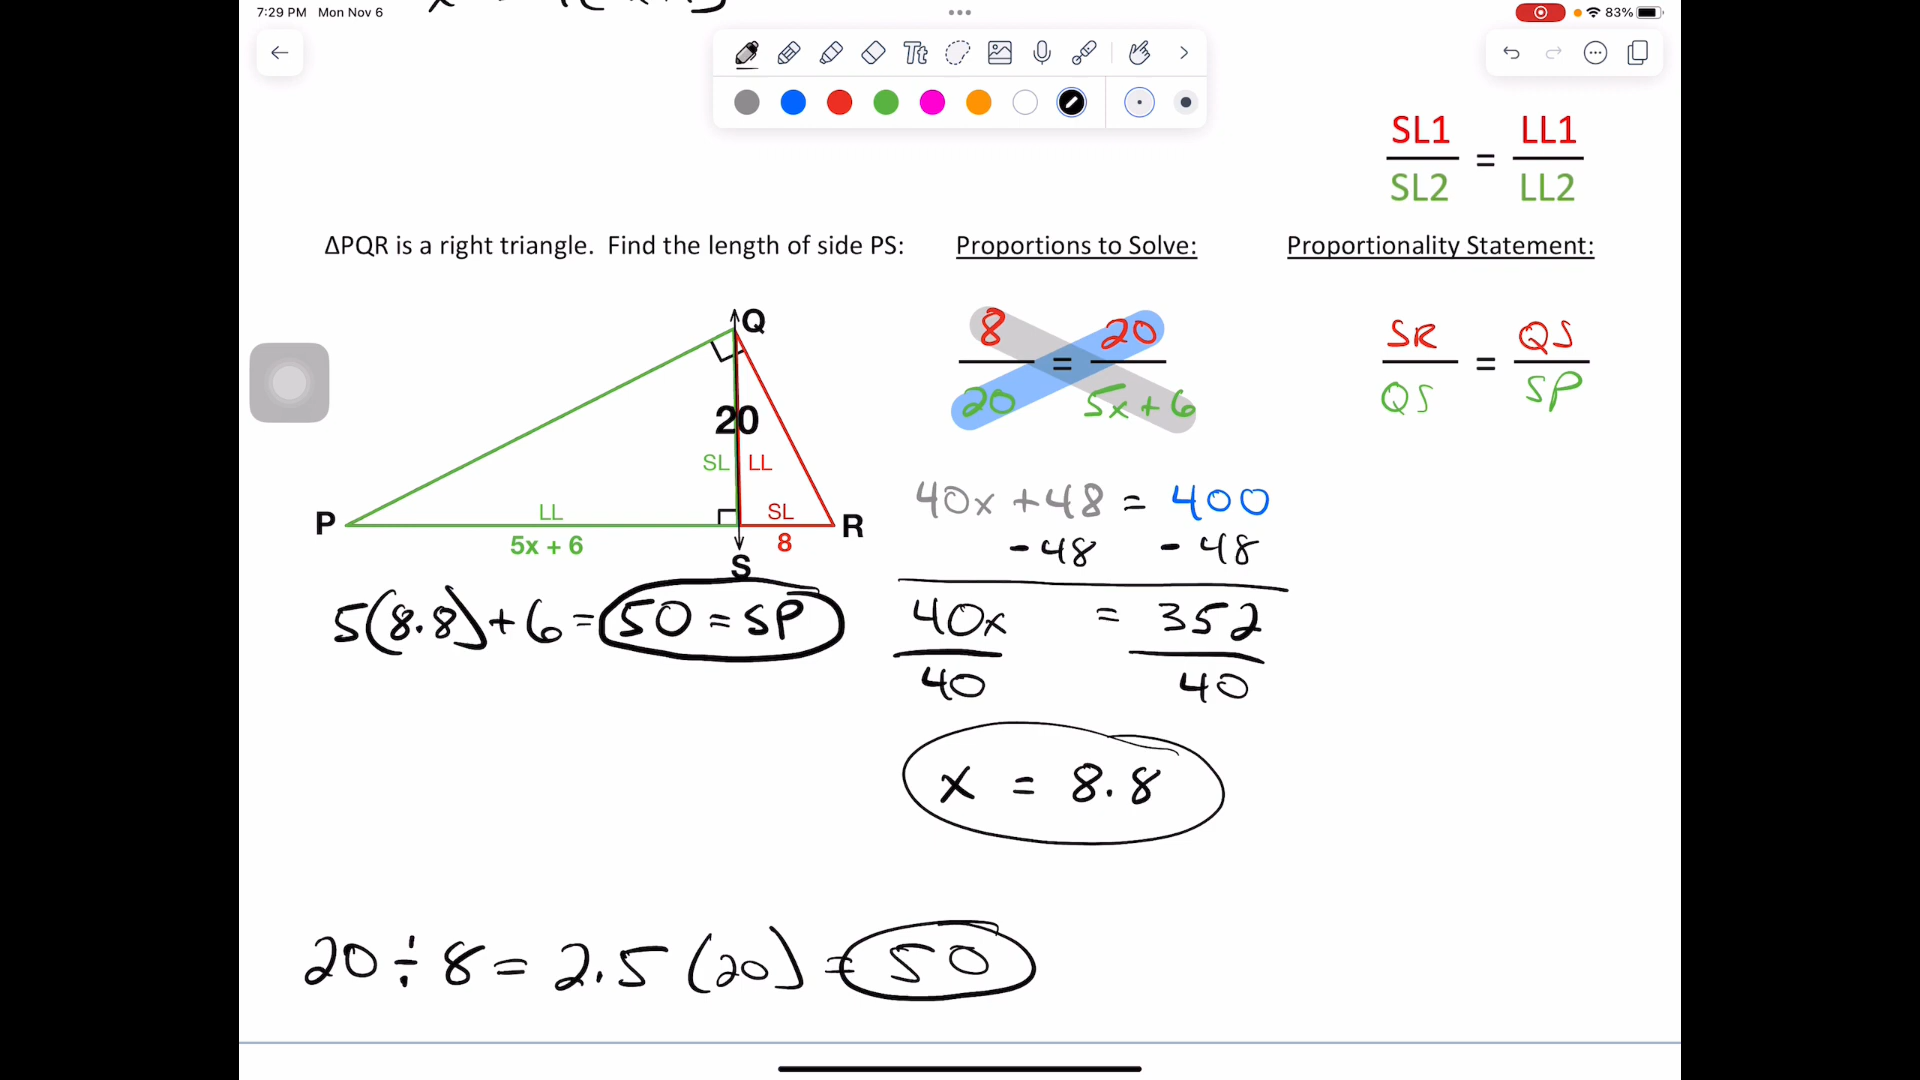 7:29 PM Mon Nov 6
83%
Tt
SL1 = LL1
SL2 LL2
ΔPQR is a right triangle. Find the length of side PS:
Proportions to Solve:
Proportionality Statement:
8 = 20
20 5x + 6
SR = QS
QS SP
Q
20
SL LL
P
LL
SL
R
5x + 6
8
S
40x + 48 = 400
- 48 - 48
40x = 352
40 40
x = 8.8
5(8.8) + 6 = 50 = SP
20 ÷ 8 = 2.5 (20) = 50